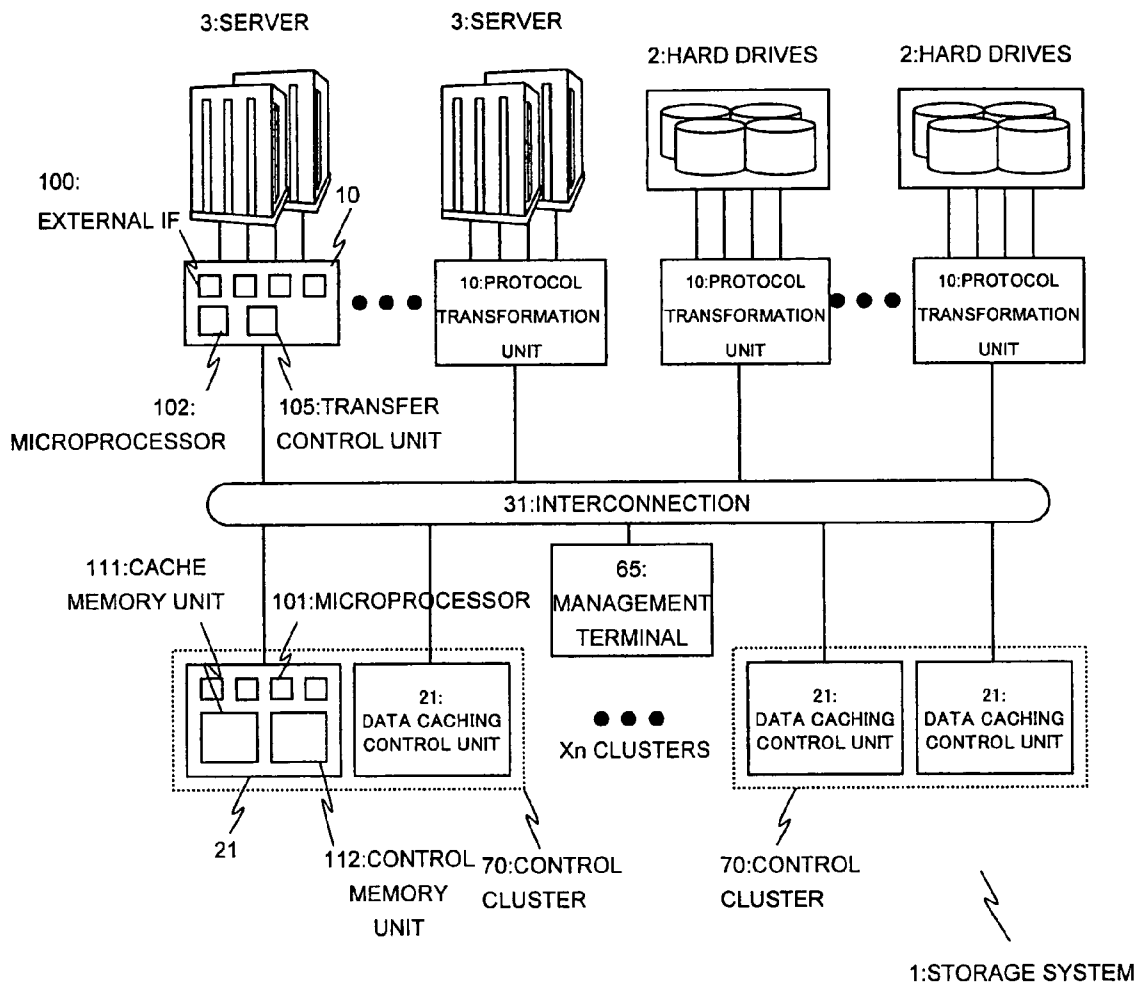 3:SERVER
3:SERVER
2:HARD DRIVES
2:HARD DRIVES
100:
EXTERNAL IF
10
10:PROTOCOL
TRANSFORMATION
UNIT
10:PROTOCOL
TRANSFORMATION
UNIT
10:PROTOCOL
TRANSFORMATION
UNIT
102:
MICROPROCESSOR
105:TRANSFER
CONTROL UNIT
31:INTERCONNECTION
111:CACHE
MEMORY UNIT
101:MICROPROCESSOR
65:
MANAGEMENT
TERMINAL
21:
DATA CACHING
CONTROL UNIT
Xn CLUSTERS
21:
DATA CACHING
CONTROL UNIT
21:
DATA CACHING
CONTROL UNIT
21
112:CONTROL
MEMORY
UNIT
70:CONTROL
CLUSTER
70:CONTROL
CLUSTER
1:STORAGE SYSTEM